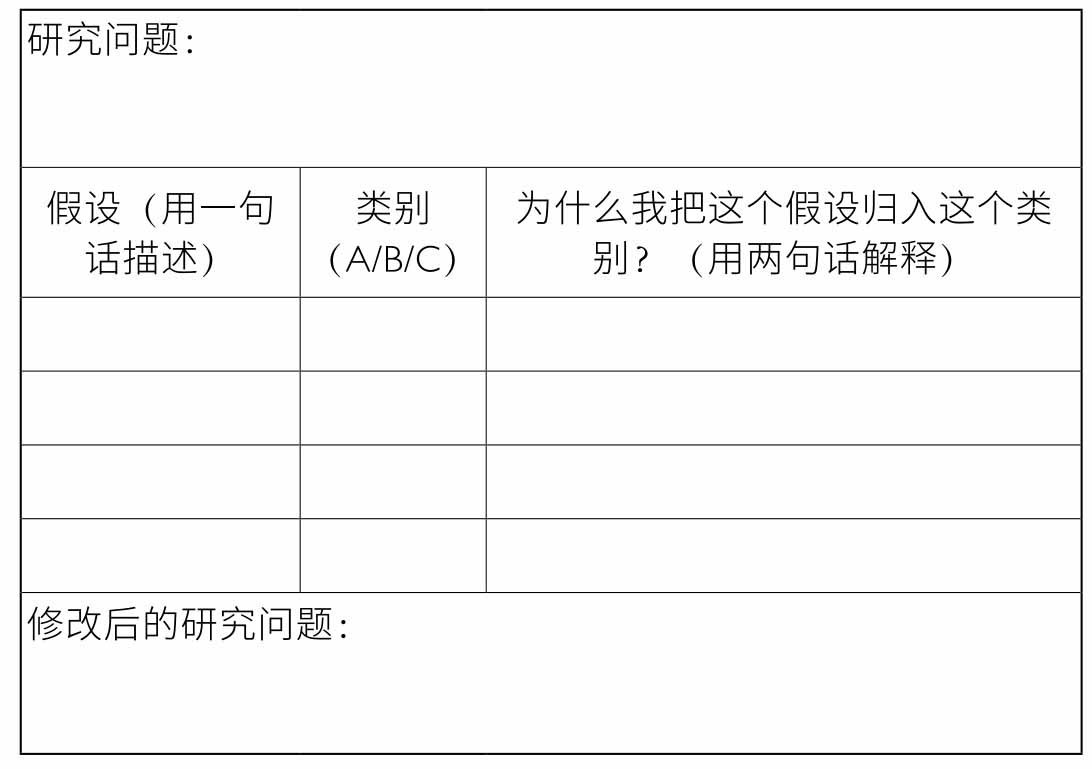 研究问题：
假设（用一句
话描述）
类别
（A/B/C）
为什么我把这个假设归入这个类
别？（用两句话解释）
修改后的研究问题：